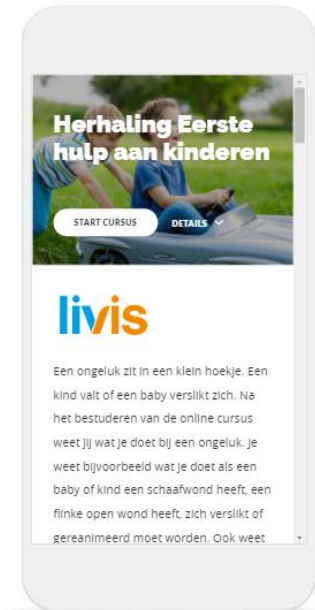 Herhaling Eerste
hulp aan kinderen
START CURSUS DETAILS
livis
Een ongeluk zit in een klein hoekje. Een
kind valt of een baby verslikt zich. Na
het bestuderen van de online cursus
weet jij wat je doet bij een ongeluk. Je
weet bijvoorbeeld wat je doet als een
baby of kind een schaafwond heeft, een
flinke open wond heeft, zich verslikt of
gereanimeerd moet worden. Ook weet